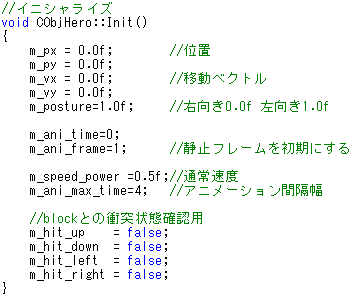 //イニシャライズ
void CObjHero::Init()
{
    m_px = 0.0f;        //位置
    m_py = 0.0f;
    m_vx = 0.0f;        //移動ベクトル
    m_vy = 0.0f;
    m_posture=1.0f;     //右向き0.0f 左向き1.0f

    m_ani_time=0;
    m_ani_frame=1;      //静止フレームを初期にする

    m_speed_power =0.5f;//通常速度
    m_ani_max_time=4;   //アニメーション間隔幅

    //blockとの衝突状態確認用
    m_hit_up    = false;
    m_hit_down  = false;
    m_hit_left  = false;
    m_hit_right = false;
}